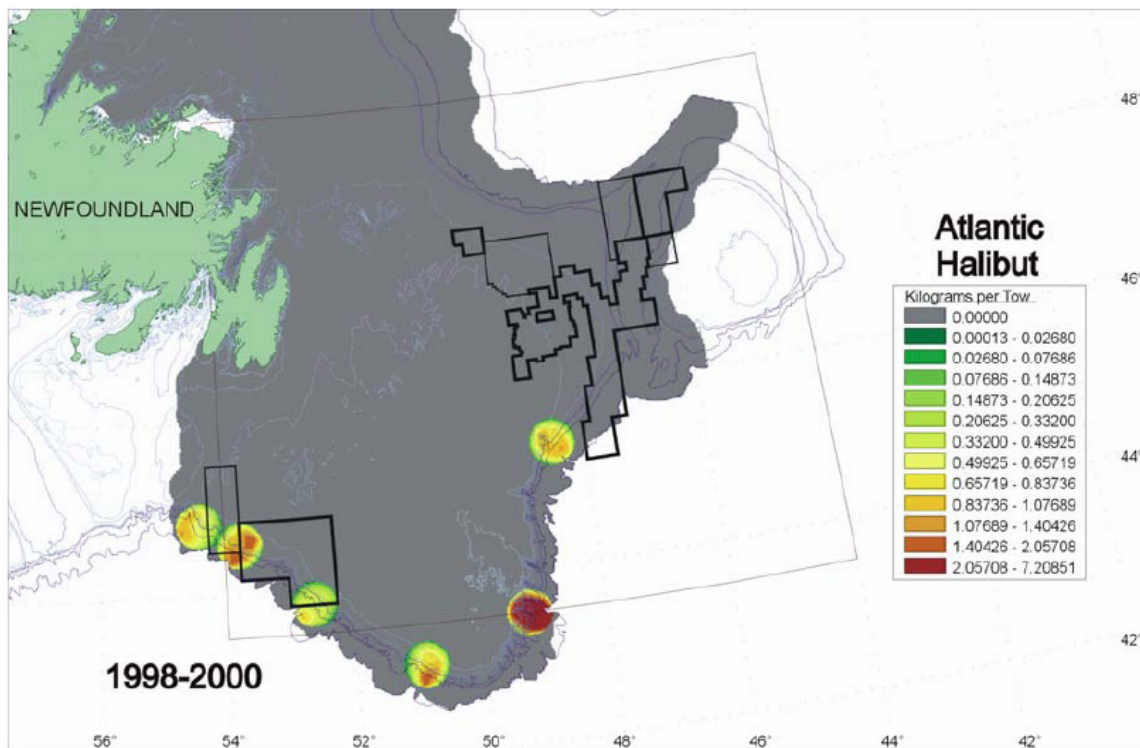 NEWFOUNDLAND
48°
46°
44°
42°
Atlantic
Halibut
Kilograms per Tow..
0.00000
0.00013 - 0.02680
0.02680 - 0.07686
0.07686 - 0.14873
0.14873 - 0.20625
0.20625 - 0.33200
0.33200 - 0.49925
0.49925 - 0.65719
0.65719 - 0.83736
0.83736 - 1.07689
1.07689 - 1.40426
1.40426 - 2.05708
2.05708 - 7.20851
1998-2000
56° 54° 52° 50° 48° 46° 44° 42°